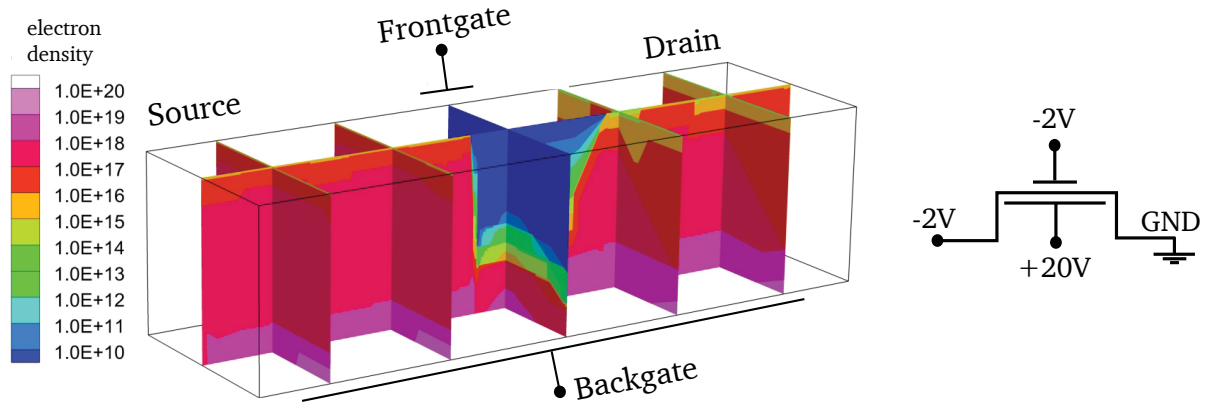 electron
density
1.0E+20
1.0E+19
1.0E+18
1.0E+17
1.0E+16
1.0E+15
1.0E+14
1.0E+13
1.0E+12
1.0E+11
1.0E+10
Source
Frontgate
Drain
Backgate
-2V
-2V
GND
+20V